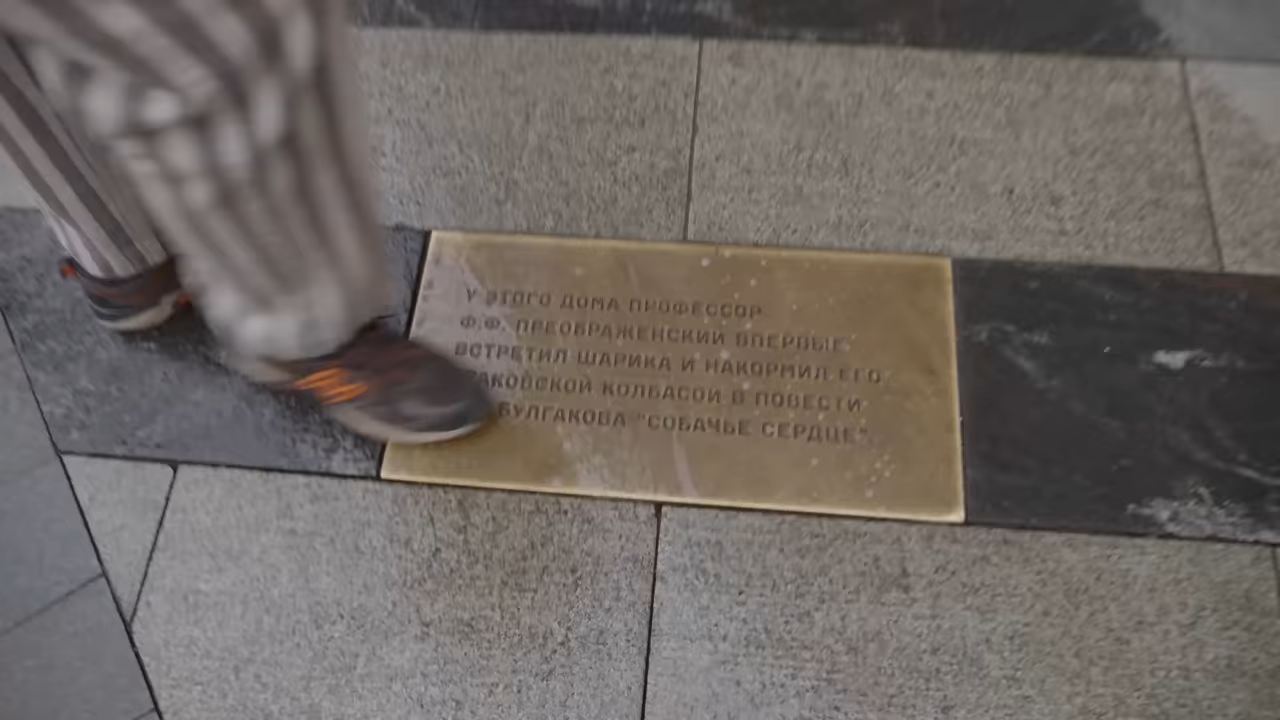 У ЭТОГО ДОМА ПРОФЕССОР
Ф.Ф. ПРЕОБРАЖЕНСКИЙ ВПЕРВЫЕ
ВСТРЕТИЛ ШАРИКА И НАКОРМИЛ ЕГО
КОЛБАСОЙ В ПОВЕСТИ
БУЛГАКОВА "СОБАЧЬЕ СЕРДЦЕ"